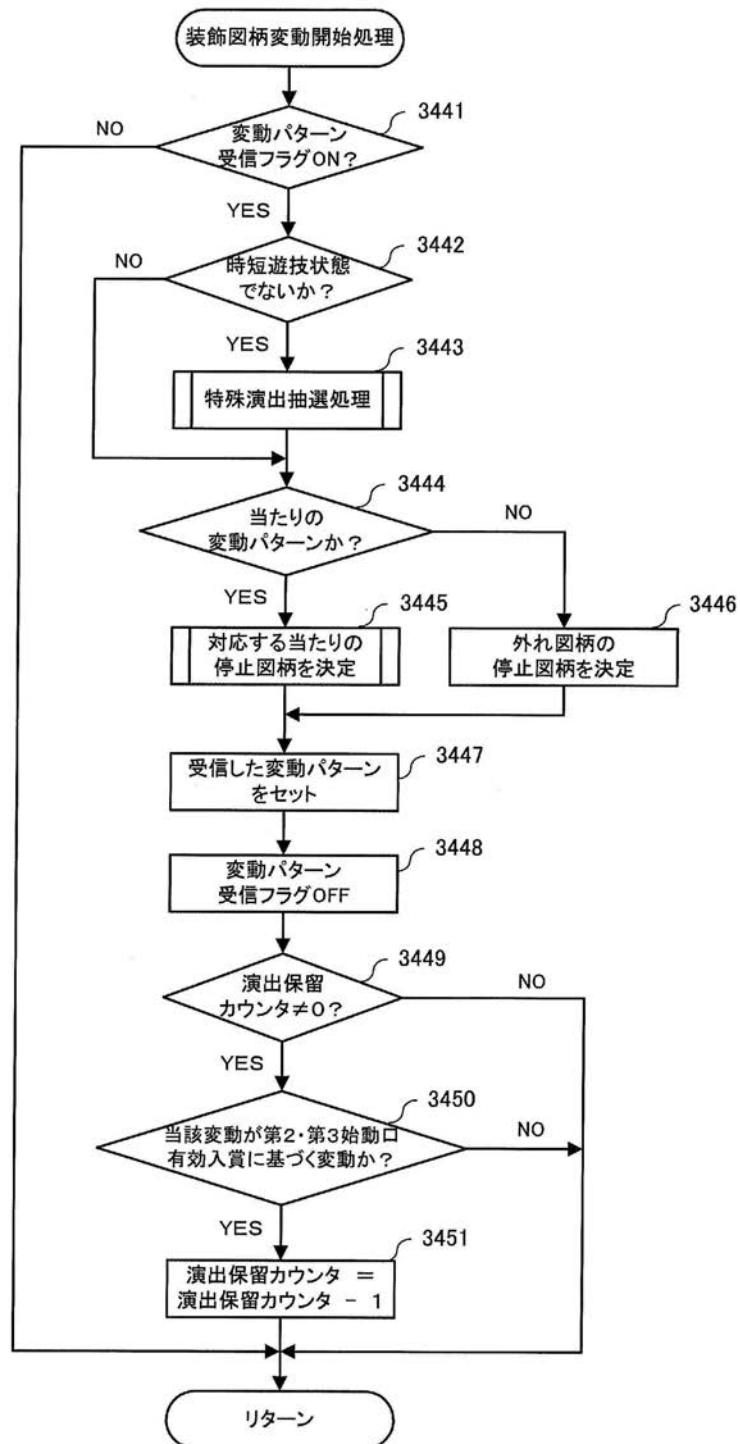 装飾図柄変動開始処理
3441
NO
変動パターン
受信フラグON?
YES
3442
NO
時短遊技状態
でないか?
YES
3443
特殊演出抽選処理
3444
当たりの
変動パターンか?
NO
YES
3445
対応する当たりの
停止図柄を決定
3446
外れ図柄の
停止図柄を決定
3447
受信した変動パターン
をセット
3448
変動パターン
受信フラグOFF
3449
演出保留
カウンタ≠0?
NO
YES
3450
当該変動が第2・第3始動口
有効入賞に基づく変動か?
NO
YES
3451
演出保留カウンタ =
演出保留カウンタ - 1
リターン